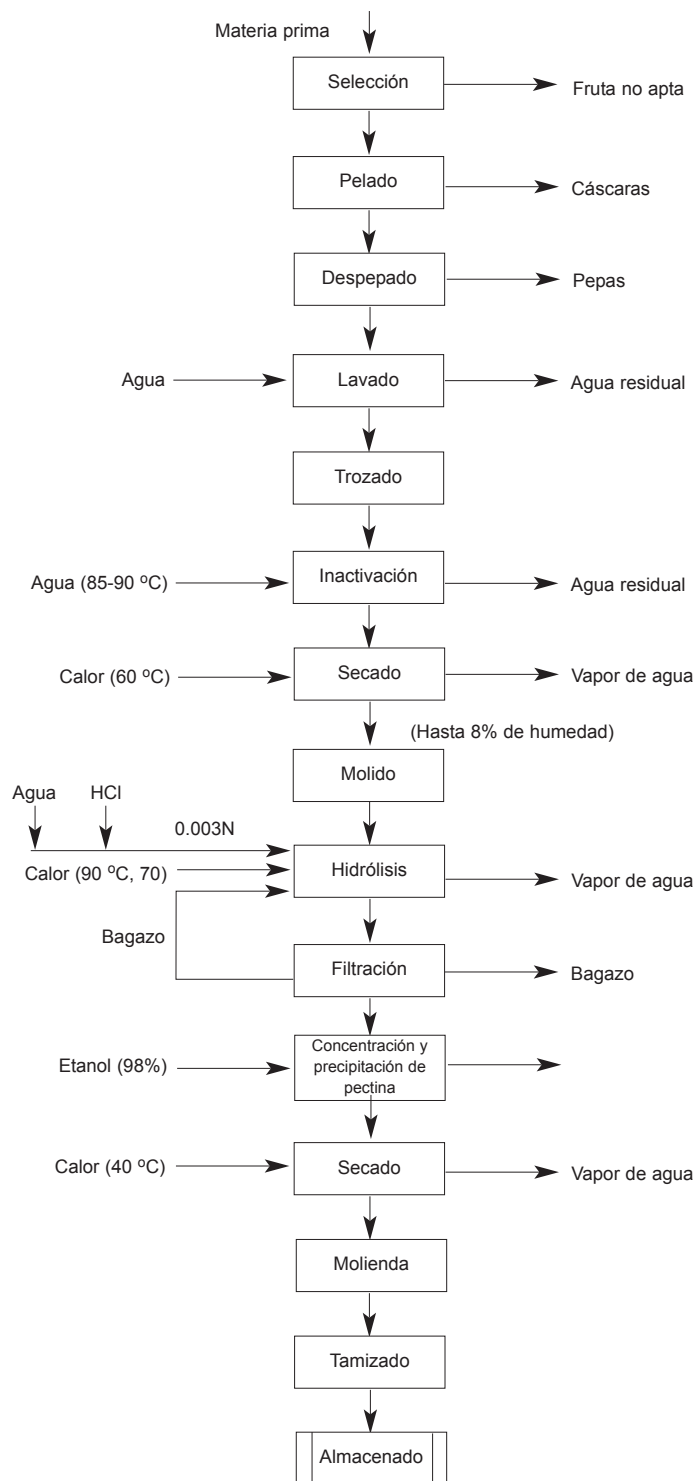 Materia prima
Selección
Fruta no apta
Pelado
Cáscaras
Despepado
Pepas
Agua
Lavado
Agua residual
Trozado
Agua (85-90 ºC)
Inactivación
Agua residual
Calor (60 ºC)
Secado
Vapor de agua
(Hasta 8% de humedad)
Molido
Agua
HCl
0.003N
Calor (90 ºC, 70)
Hidrólisis
Vapor de agua
Bagazo
Filtración
Bagazo
Etanol (98%)
Concentración y
precipitación de
pectina
Calor (40 ºC)
Secado
Vapor de agua
Molienda
Tamizado
Almacenado